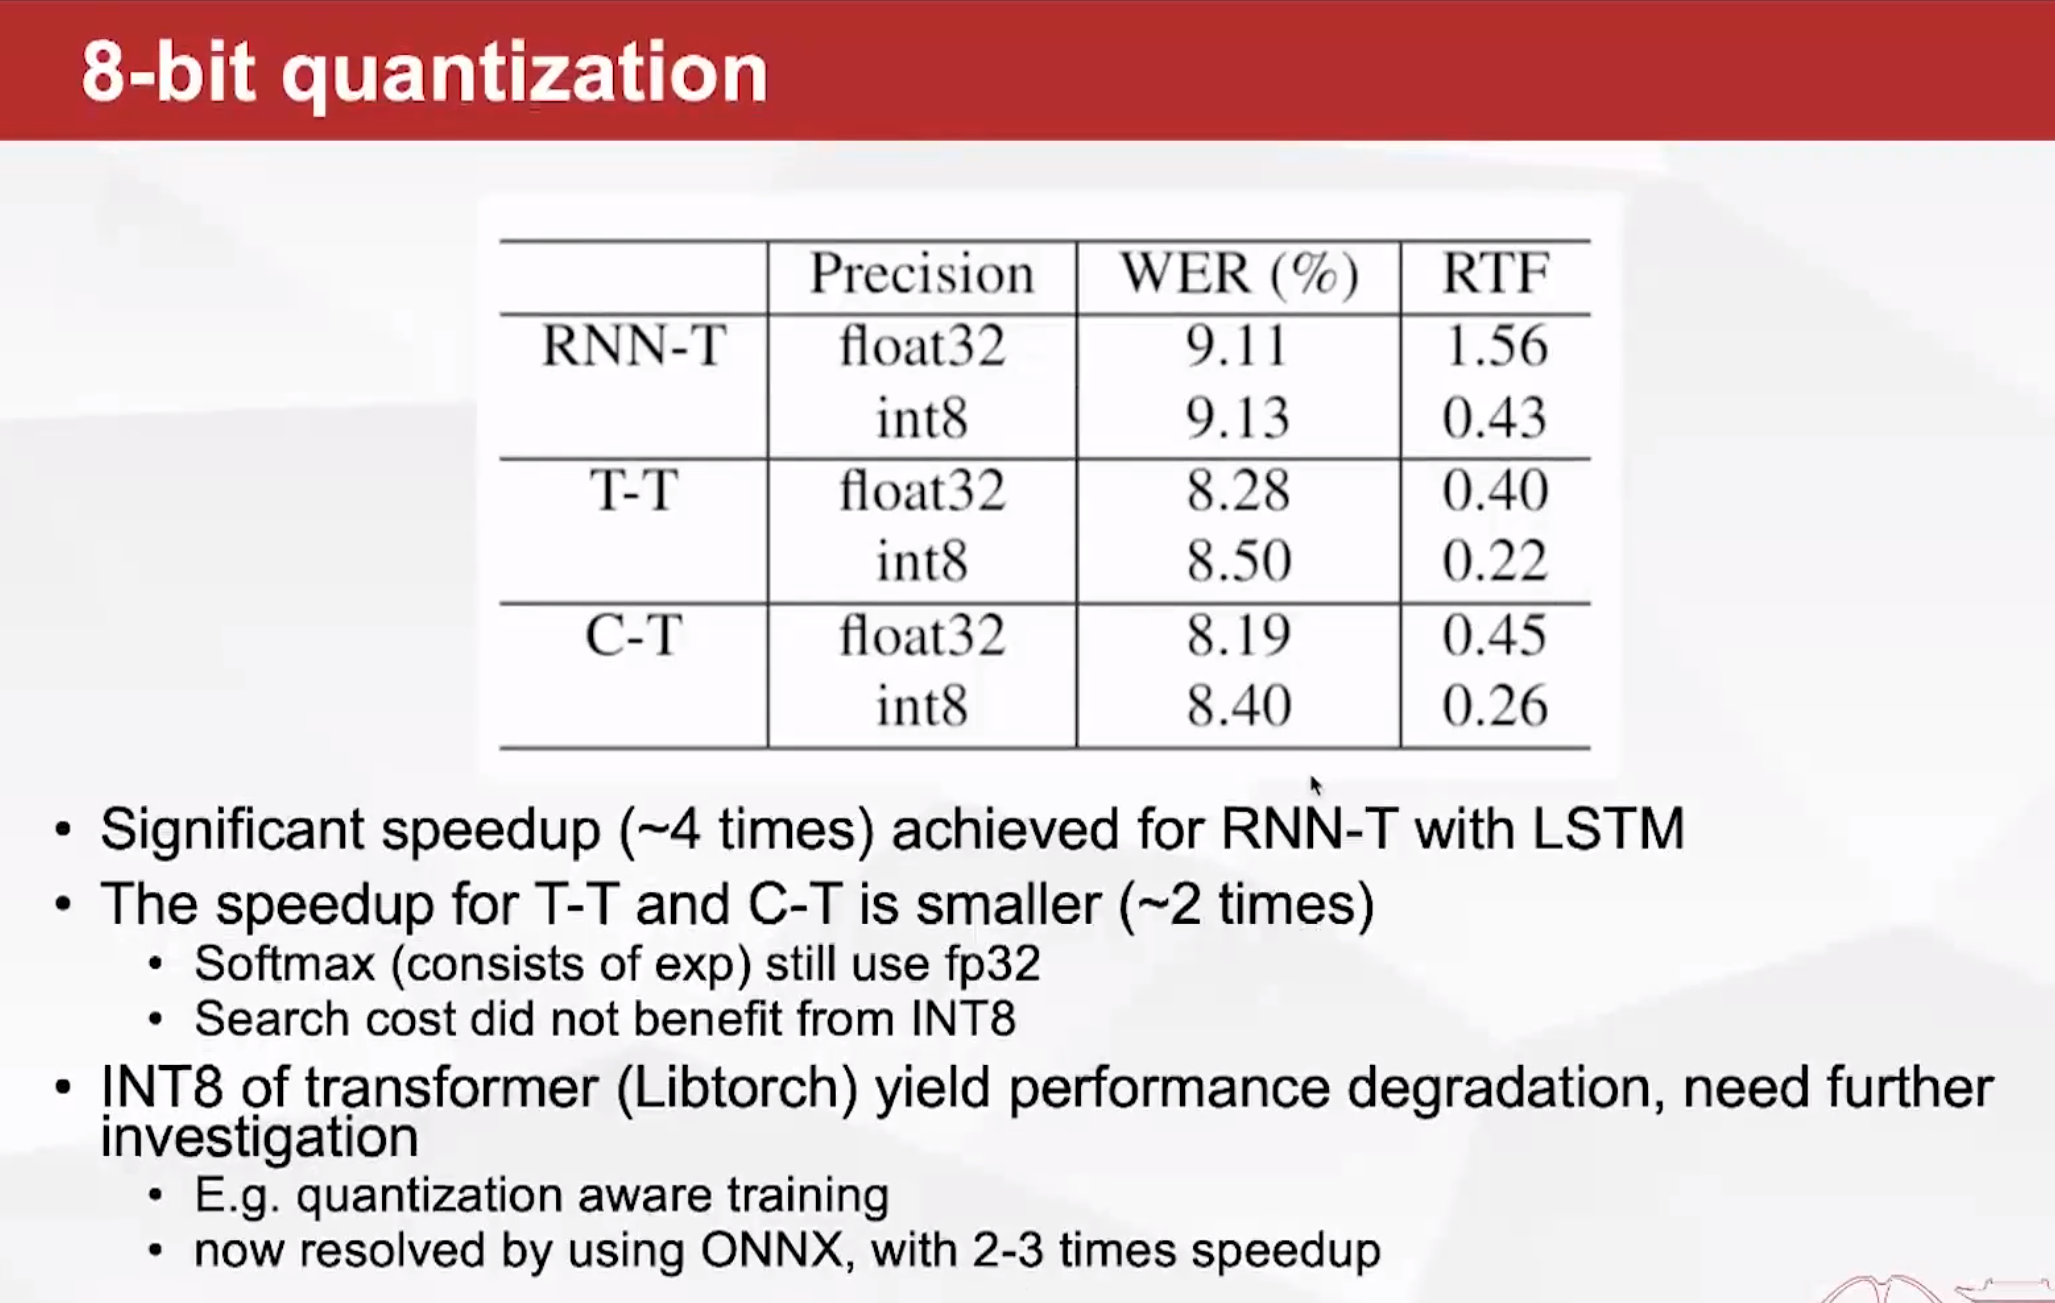 8-bit quantization
Precision WER (%) RTF
RNN-T float32 9.11 1.56
int8 9.13 0.43
T-T float32 8.28 0.40
int8 8.50 0.22
C-T float32 8.19 0.45
int8 8.40 0.26
• Significant speedup (~4 times) achieved for RNN-T with LSTM
• The speedup for T-T and C-T is smaller (~2 times)
• Softmax (consists of exp) still use fp32
• Search cost did not benefit from INT8
• INT8 of transformer (Libtorch) yield performance degradation, need further
investigation
• E.g. quantization aware training
• now resolved by using ONNX, with 2-3 times speedup